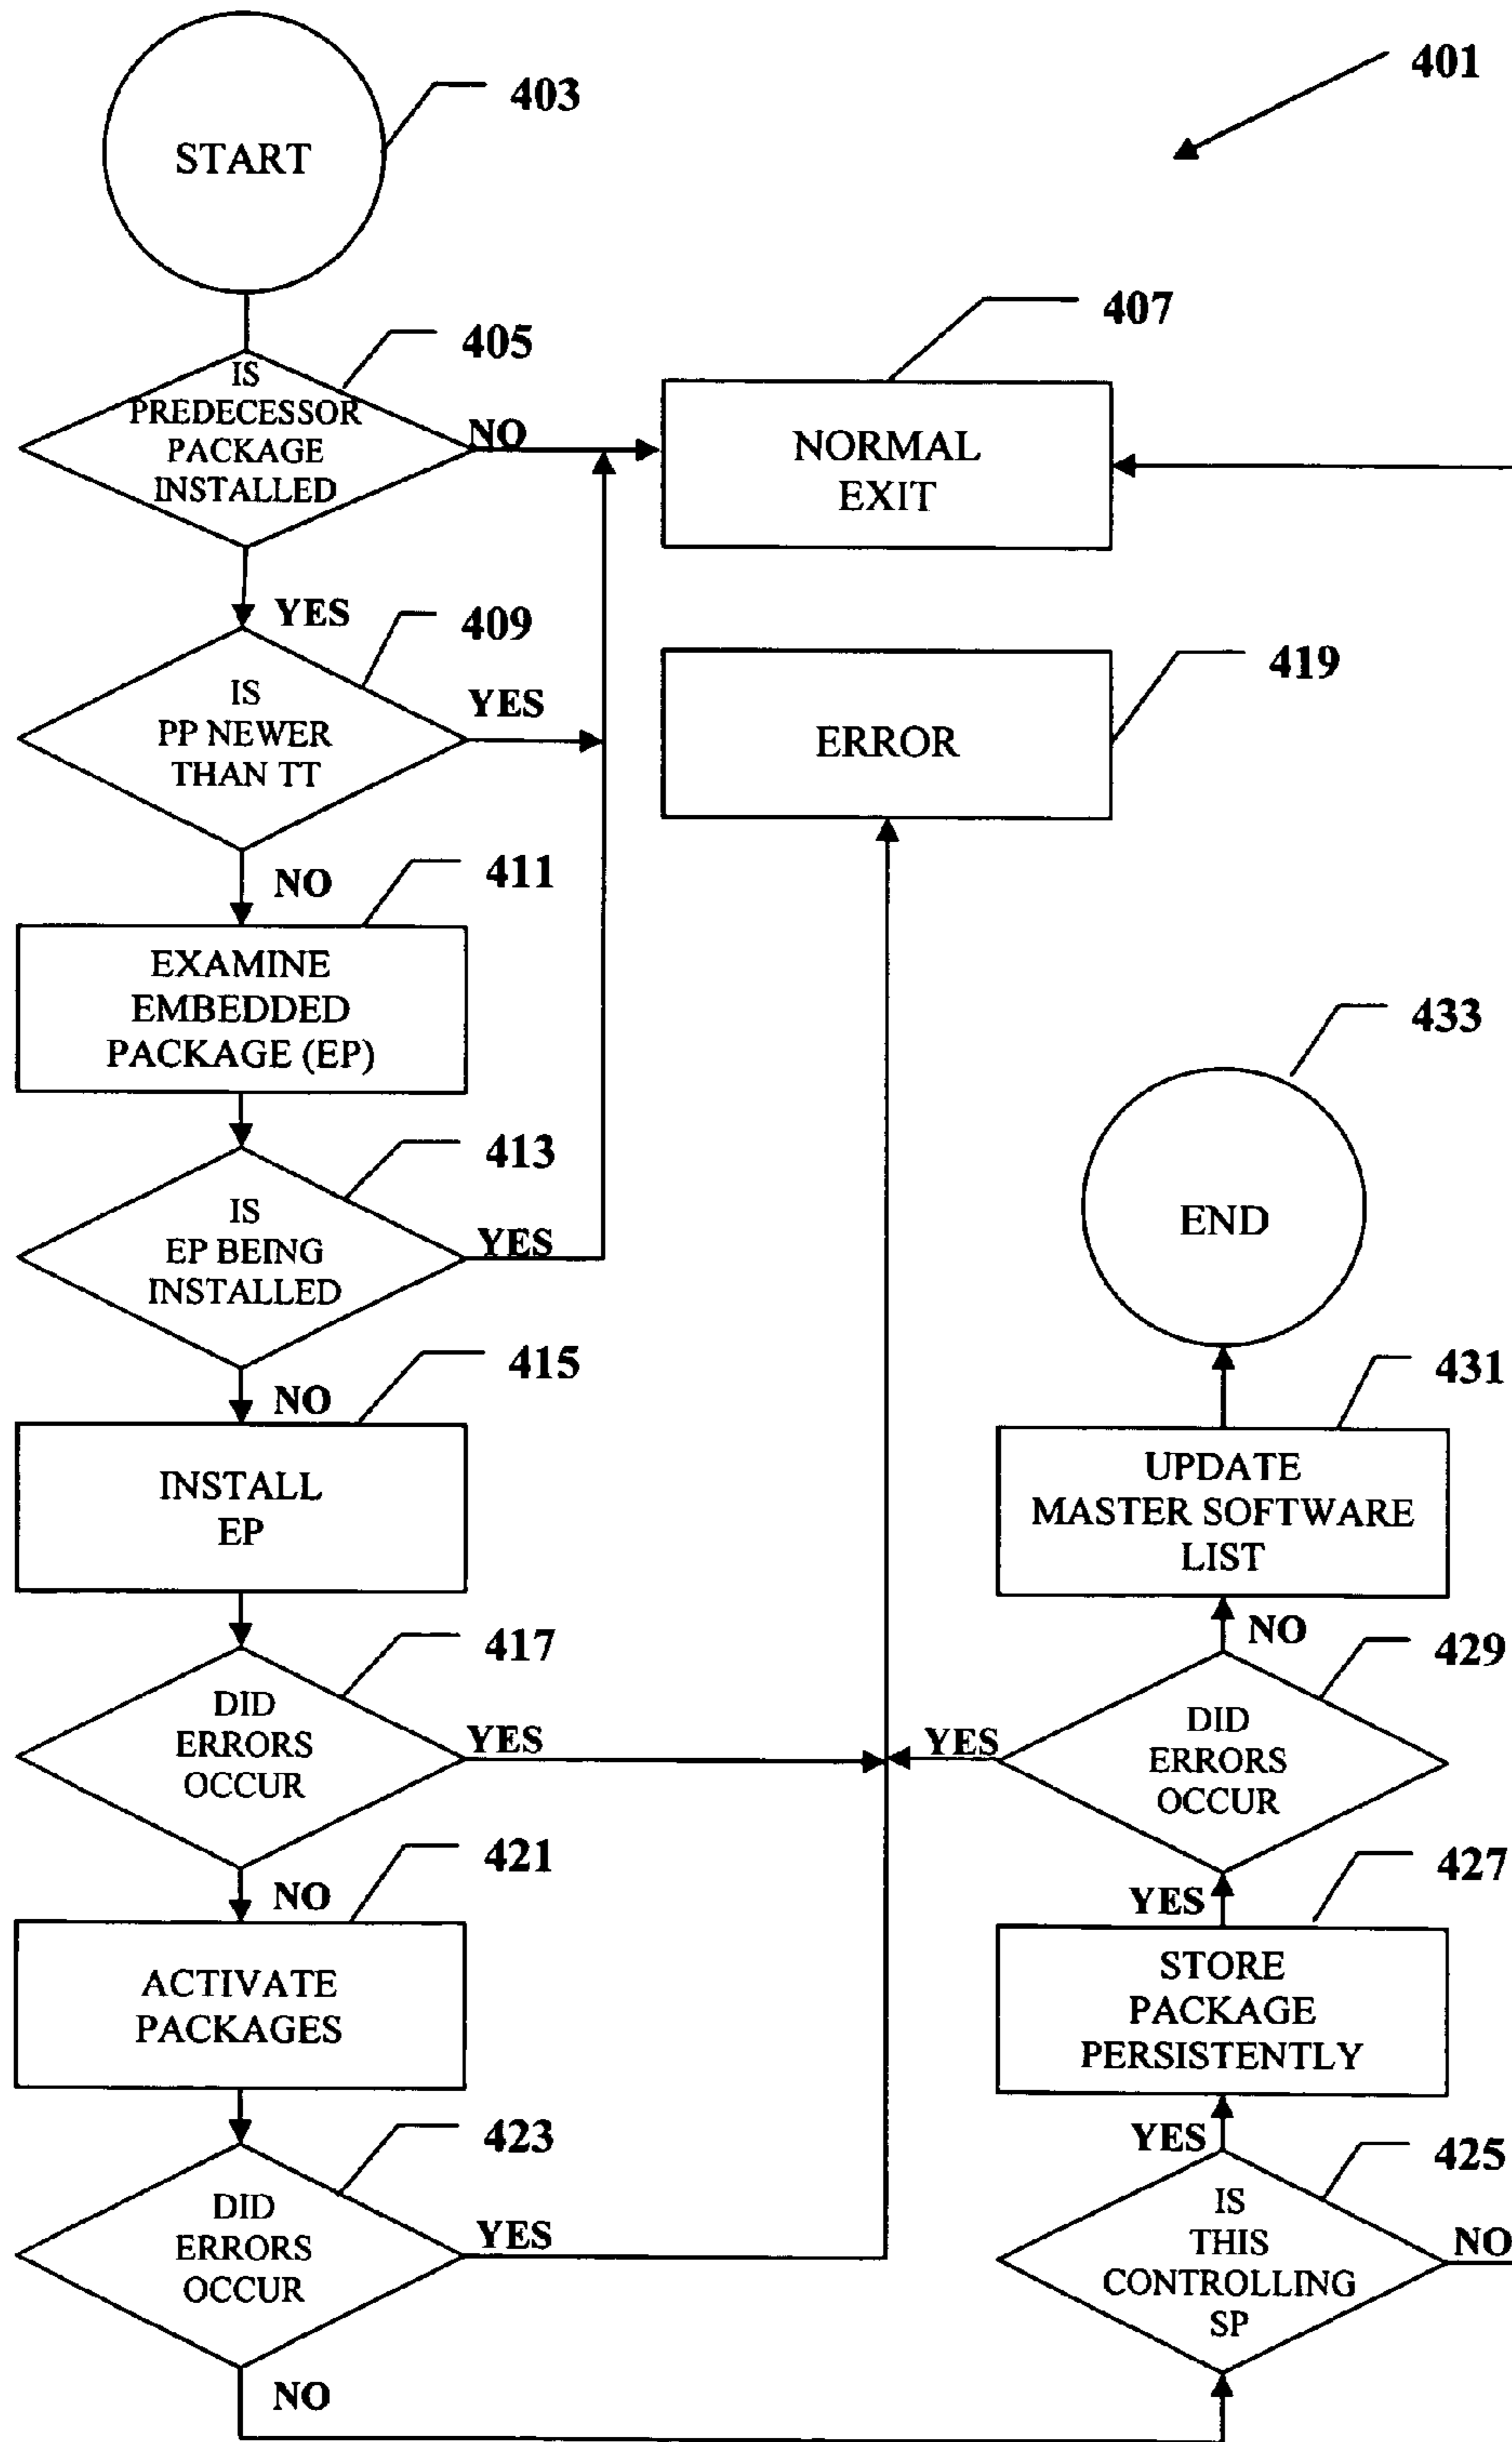 401
403
START
405
IS
PREDECESSOR
PACKAGE
INSTALLED
NO
407
NORMAL
EXIT
YES
409
IS
PP NEWER
THAN TT
YES
419
ERROR
NO
411
EXAMINE
EMBEDDED
PACKAGE (EP)
413
IS
EP BEING
INSTALLED
YES
NO
415
INSTALL
EP
417
DID
ERRORS
OCCUR
YES
NO
421
ACTIVATE
PACKAGES
423
DID
ERRORS
OCCUR
YES
NO
425
IS
THIS
CONTROLLING
SP
NO
YES
427
STORE
PACKAGE
PERSISTENTLY
YES
429
DID
ERRORS
OCCUR
YES
NO
431
UPDATE
MASTER SOFTWARE
LIST
433
END